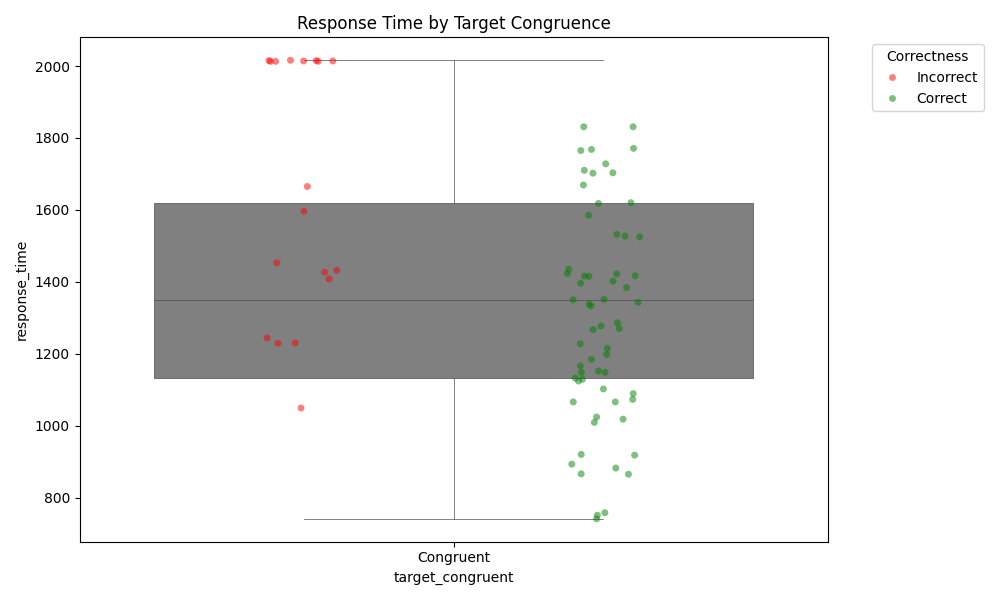 Response Time by Target Congruence
Correctness
Incorrect
Correct
2000
1800
1600
1400
1200
1000
800
response_time
Congruent
target_congruent